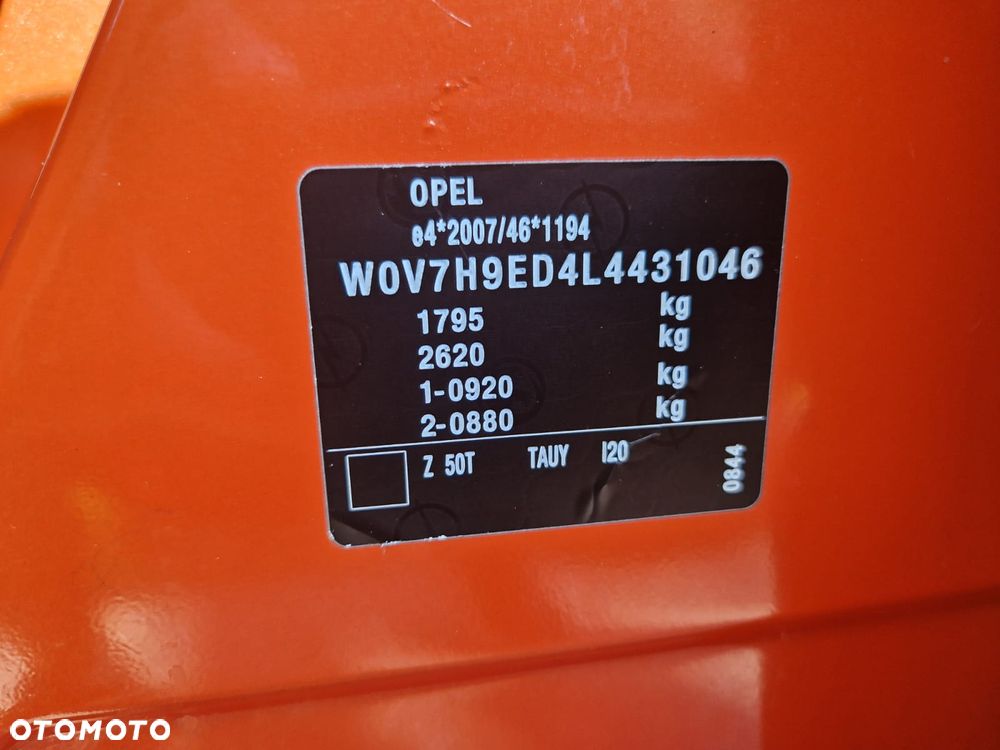 OPEL
e4*2007/46*1194
W0V7H9ED4L4431046
1795 kg
2620 kg
1-0920 kg
2-0880 kg
Z 50T TAUY I20
0844
OTOMOTO